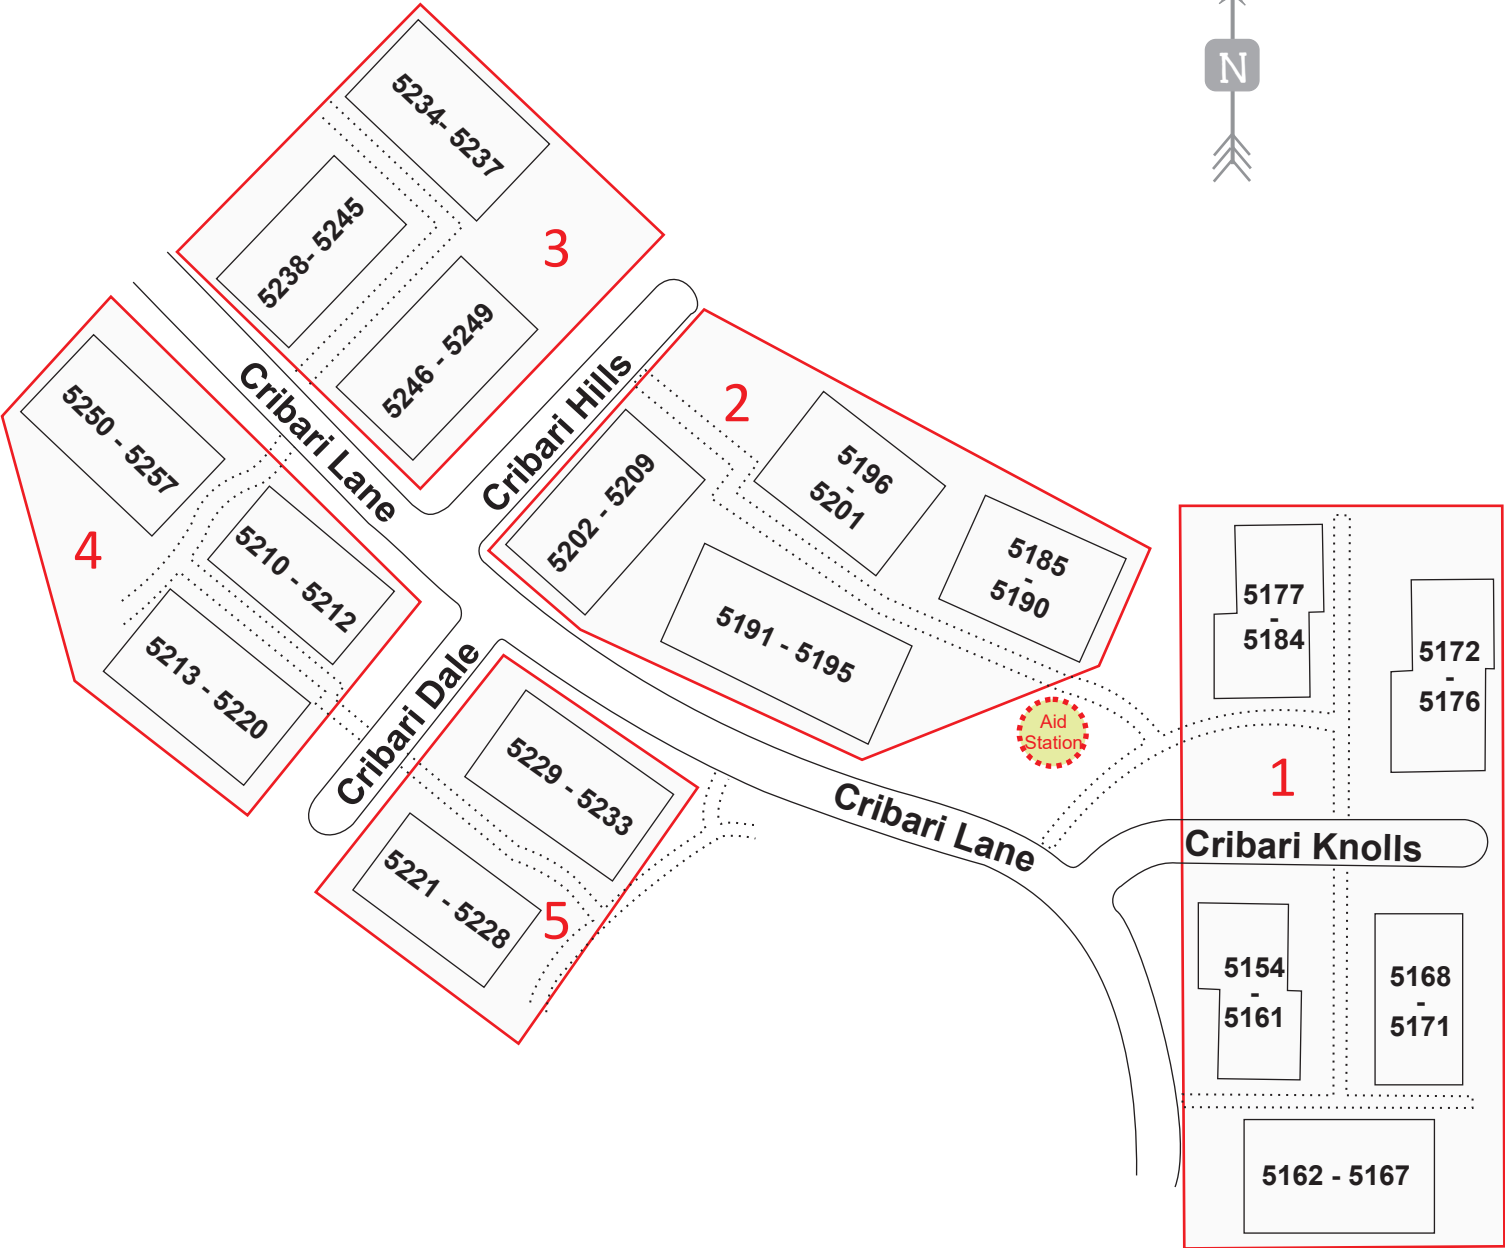 N
5234- 5237
5238- 5245
3
5246 - 5249
Cribari Hills
Cribari Lane
5250 - 5257
4
5210 - 5212
5213 - 5220
Cribari Dale
2
5202 - 5209
5196
-
5201
5185
-
5190
5191 - 5195
Aid
Station
5229 - 5233
5221 - 5228
5
Cribari Lane
5177
-
5184
5172
-
5176
1
Cribari Knolls
5154
-
5161
5168
-
5171
5162 - 5167